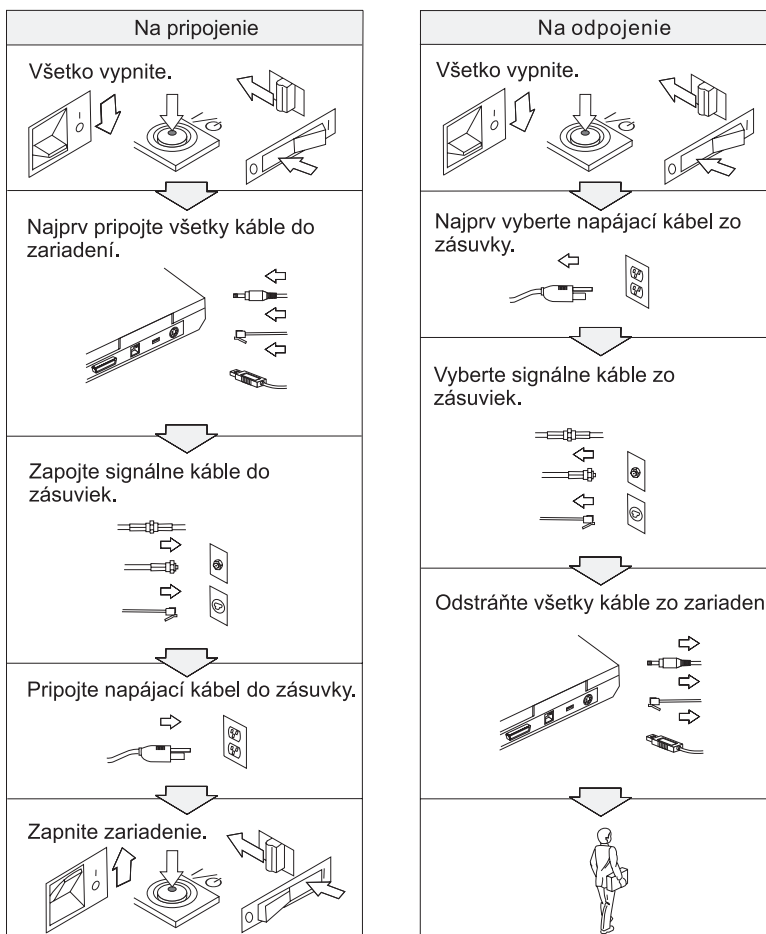 Na pripojenie
Všetko vypnite.
Najprv pripojte všetky káble do
zariadení.
Zapojte signálne káble do
zásuviek.
Pripojte napájací kábel do zásuvky.
Zapnite zariadenie.
Na odpojenie
Všetko vypnite.
Najprv vyberte napájací kábel zo
zásuvky.
Vyberte signálne káble zo
zásuviek.
Odstráňte všetky káble zo zariaden